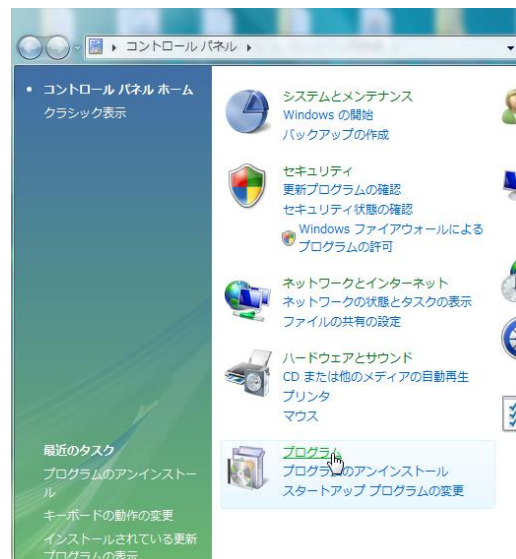 コントロール パネル
コントロール パネル ホーム
クラシック表示
システムとメンテナンス
Windows の開始
バックアップの作成
セキュリティ
更新プログラムの確認
セキュリティ状態の確認
Windows ファイアウォールによる
プログラムの許可
ネットワークとインターネット
ネットワークの状態とタスクの表示
ファイルの共有の設定
ハードウェアとサウンド
CD または他のメディアの自動再生
プリンタ
マウス
プログラム
プログラムのアンインストール
スタートアップ プログラムの変更
最近のタスク
プログラムのアンインストー
ル
キーボードの動作の変更
インストールされている更新
プログラムの表示